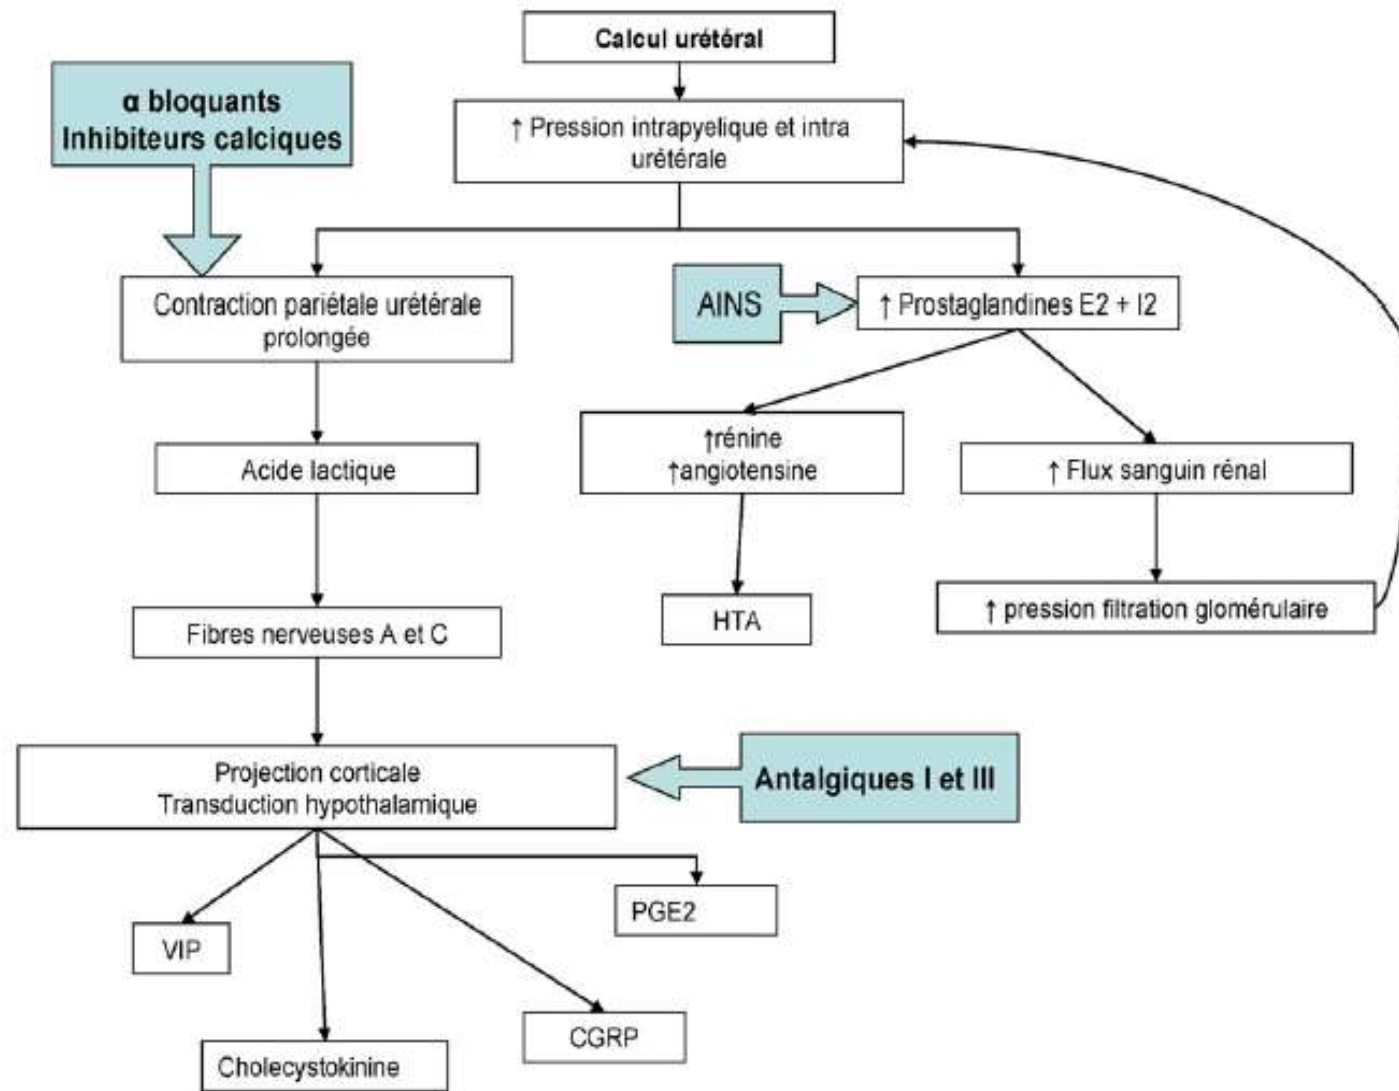 Calcul urétéral
α bloquants
Inhibiteurs calciques
↑ Pression intrapyelique et intra
urétérale
Contraction pariétale urétérale
prolongée
AINS
↑ Prostaglandines E2 + I2
↑rénine
↑angiotensine
Acide lactique
↑ Flux sanguin rénal
HTA
↑ pression filtration glomérulaire
Fibres nerveuses A et C
Projection corticale
Transduction hypothalamique
Antalgiques I et III
PGE2
VIP
CGRP
Cholecystokinine